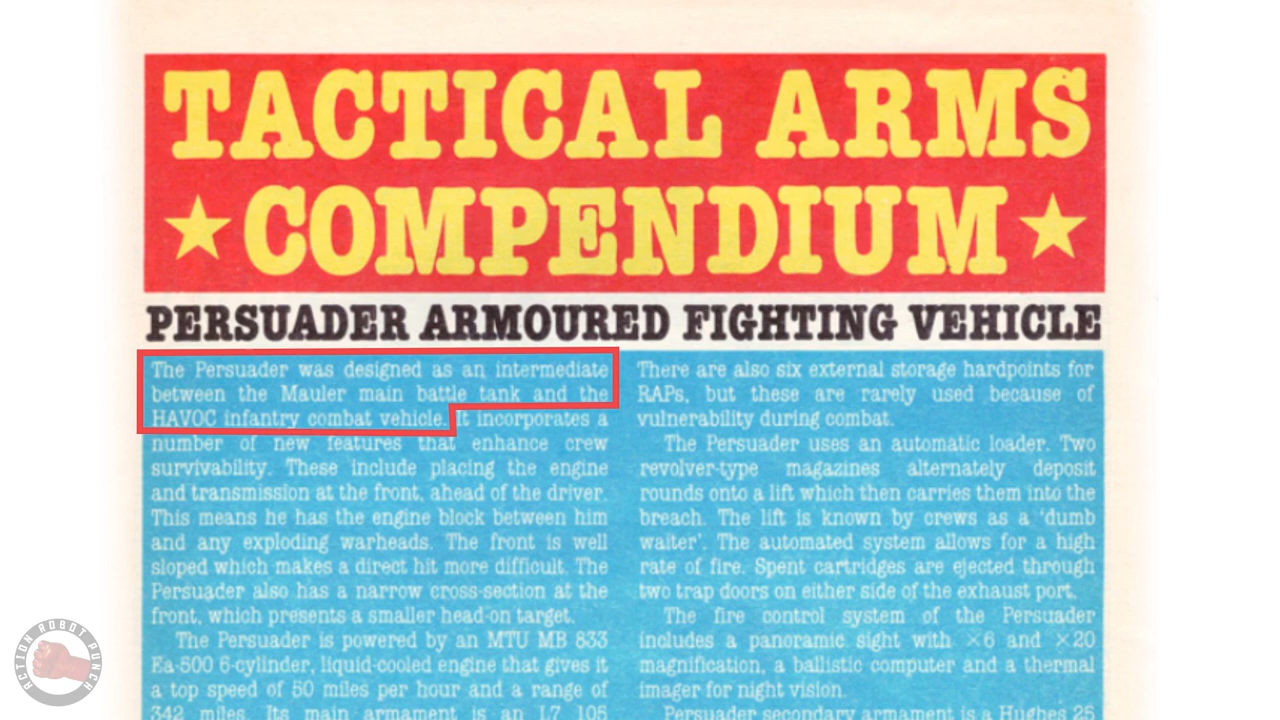 TACTICAL ARMS
COMPENDIUM
PERSUADER ARMOURED FIGHTING VEHICLE
The Persuader was designed as an intermediate
between the Mauler main battle tank and the
HAVOC infantry combat vehicle. It incorporates a
number of new features that enhance crew
survivability. These include placing the engine
and transmission at the front, ahead of the driver.
This means he has the engine block between him
and any exploding warheads. The front is well
sloped which makes a direct hit more difficult. The
Persuader also has a narrow cross-section at the
front, which presents a smaller head-on target.
The Persuader is powered by an MTU MB 833
Ea-500 6-cylinder, liquid-cooled engine that gives it
a top speed of 50 miles per hour and a range of
342 miles. Its main armament is an L7 105
There are also six external storage hardpoints for
RAPs, but these are rarely used because of
vulnerability during combat.
The Persuader uses an automatic loader. Two
revolver-type magazines alternately deposit
rounds onto a lift which then carries them into the
breach. The lift is known by crews as a 'dumb
waiter'. The automated system allows for a high
rate of fire. Spent cartridges are ejected through
two trap doors on either side of the exhaust port.
The fire control system of the Persuader
includes a panoramic sight with ×6 and ×20
magnification, a ballistic computer and a thermal
imager for night vision.
Persuader secondary armament is a Hughes 25
ACTION ROBOT PUNCH